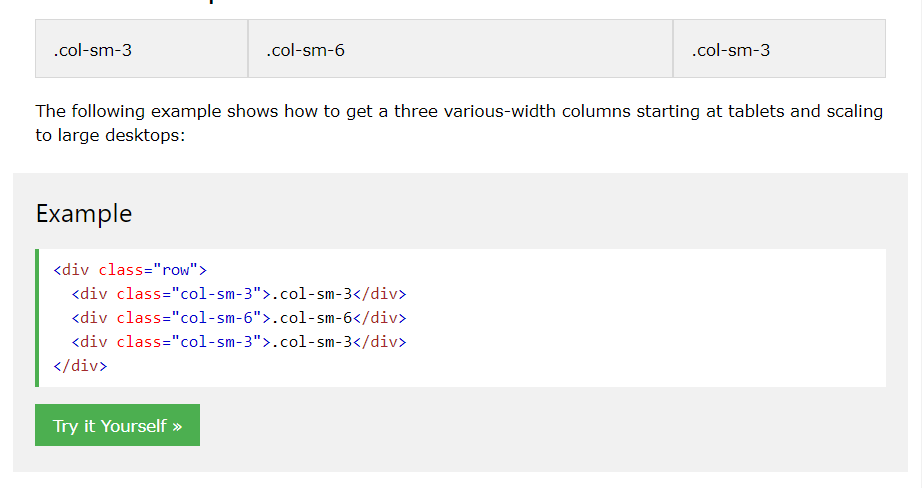 .col-sm-3 .col-sm-6 .col-sm-3
The following example shows how to get a three various-width columns starting at tablets and scaling
to large desktops:
Example
<div class="row">
  <div class="col-sm-3">.col-sm-3</div>
  <div class="col-sm-6">.col-sm-6</div>
  <div class="col-sm-3">.col-sm-3</div>
</div>
Try it Yourself »